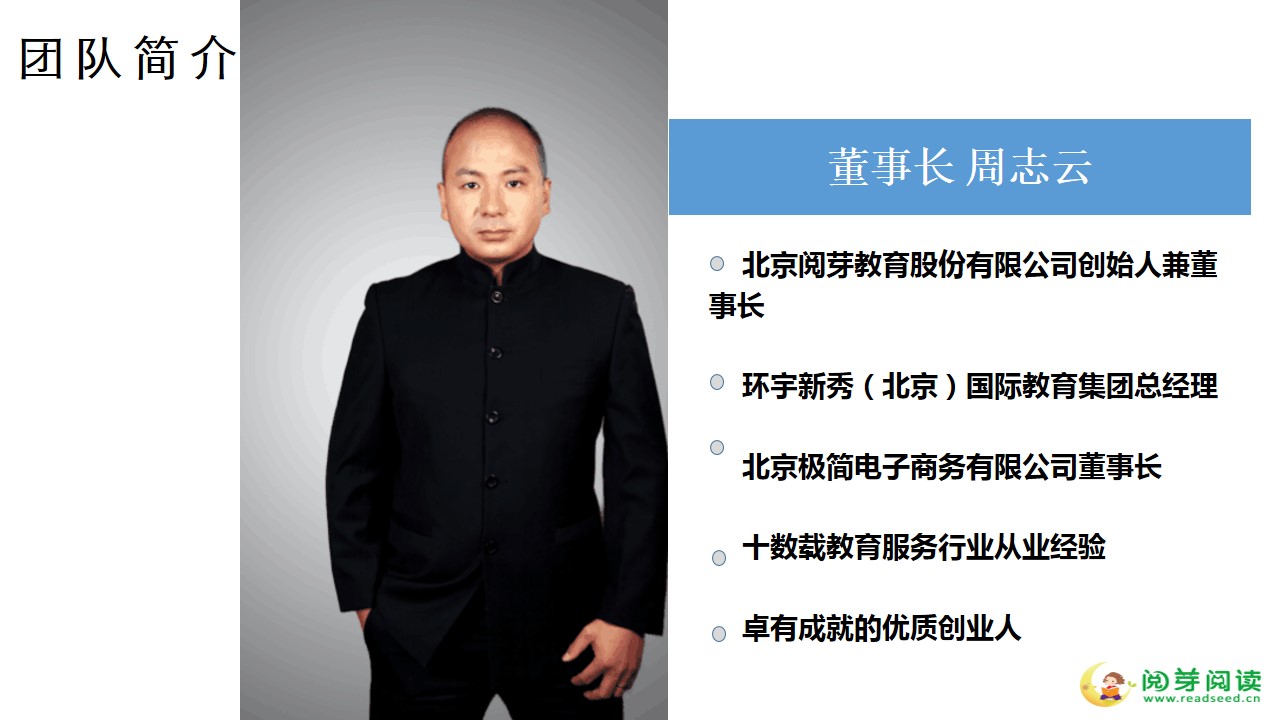 团队简介
董事长 周志云
北京阅芽教育股份有限公司创始人兼董
事长
环宇新秀（北京）国际教育集团总经理
北京极简电子商务有限公司董事长
十数载教育服务行业从业经验
卓有成就的优质创业人
阅芽阅读
www.readseed.cn